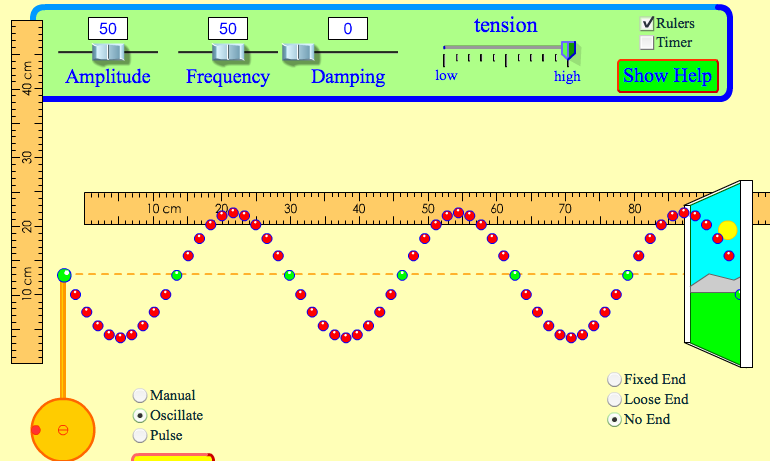 50
50
0
Amplitude
Frequency
Damping
tension
low
high
Rulers
Timer
Show Help
40 cm
30
20
10 cm
10 cm
20
30
40
50
60
70
80
Manual
Oscillate
Pulse
Fixed End
Loose End
No End